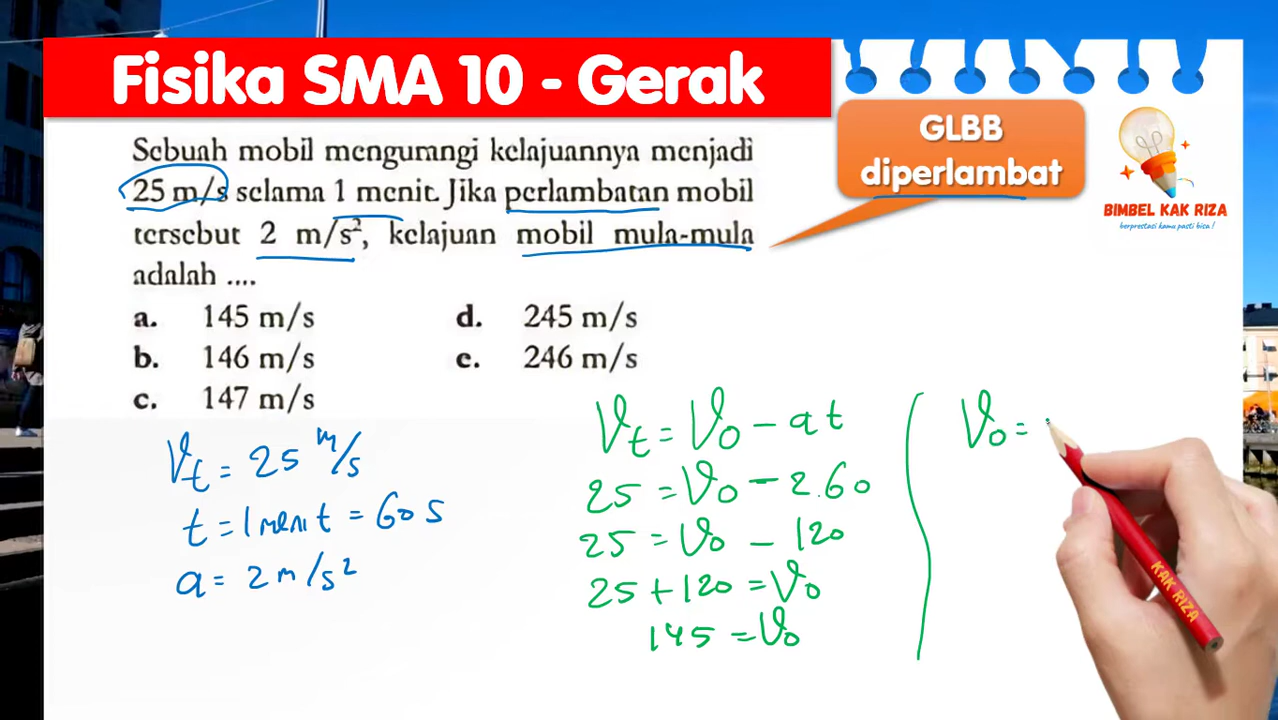 Fisika SMA 10 - Gerak
GLBB
diperlambat
BIMBEL KAK RIZA
berprestasi kamu pasti bisa !
Sebuah mobil mengurangi kelajuannya menjadi
25 m/s selama 1 menit. Jika perlambatan mobil
tersebut 2 m/s², kelajuan mobil mula-mula
adalah ....
a. 145 m/s
b. 146 m/s
c. 147 m/s
d. 245 m/s
e. 246 m/s
Vt = 25 m/s
t = 1 menit = 60 s
a = 2 m/s²
Vt = V0 - at
25 = V0 - 2.60
25 = V0 - 120
25 + 120 = V0
145 = V0
V0 =
KAK RIZA